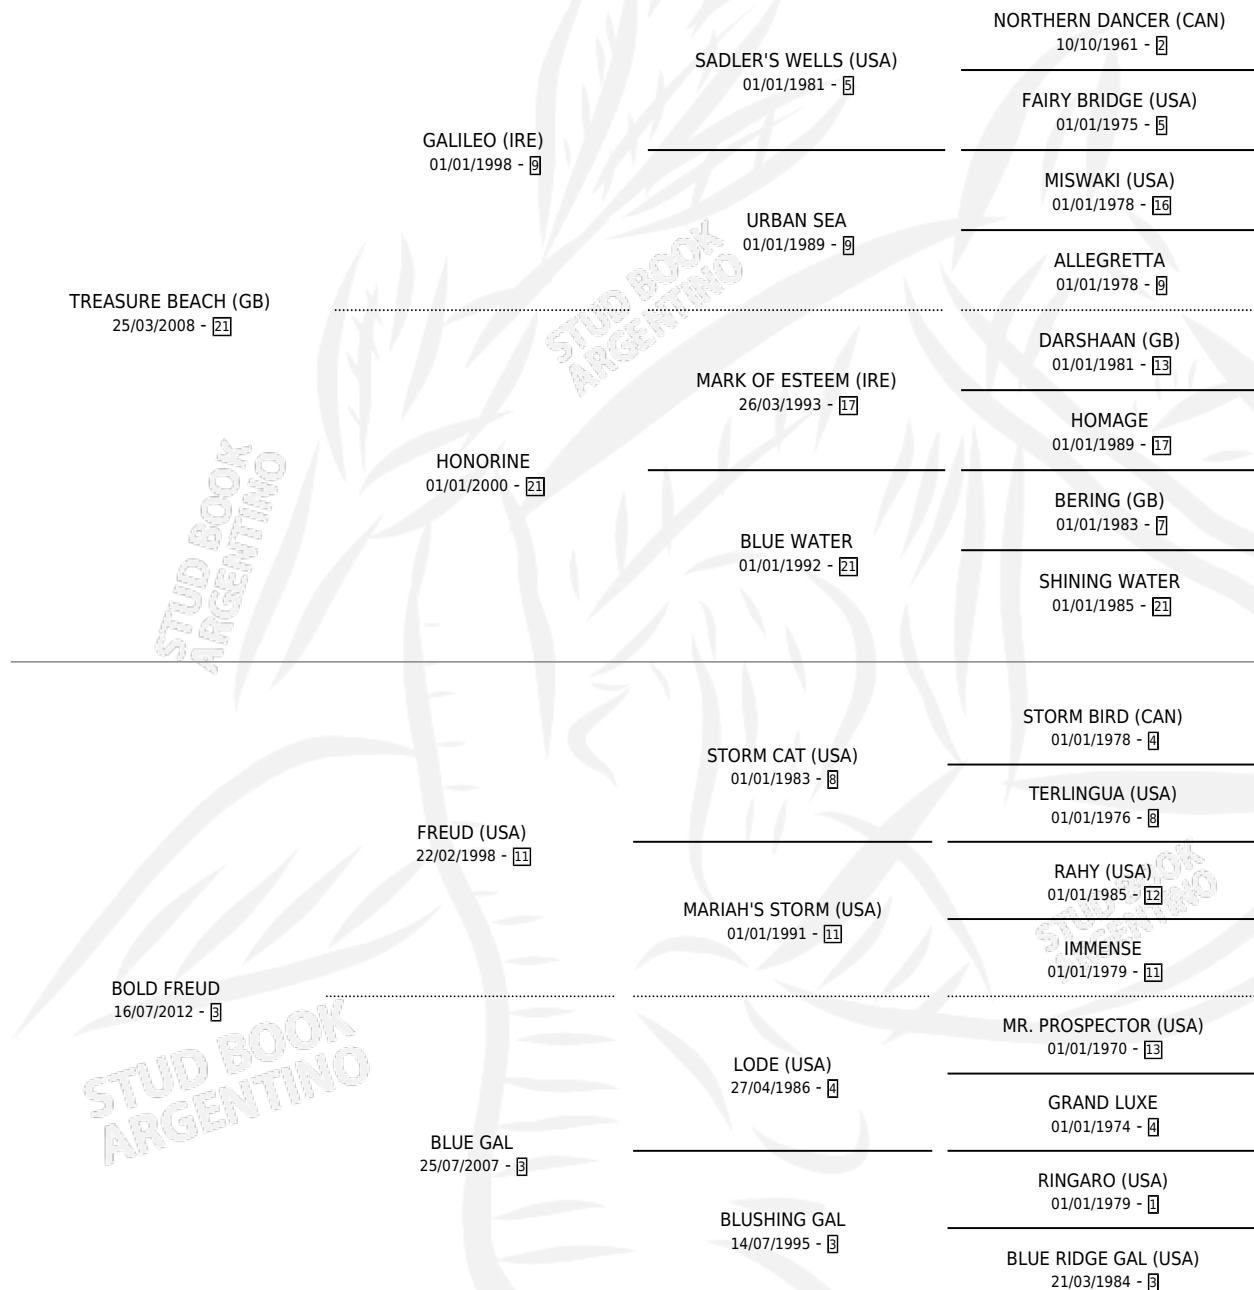 NORTHERN DANCER (CAN)
10/10/1961 - 2
SADLER'S WELLS (USA)
01/01/1981 - 5
FAIRY BRIDGE (USA)
01/01/1975 - 5
GALILEO (IRE)
01/01/1998 - 9
MISWAKI (USA)
01/01/1978 - 16
URBAN SEA
01/01/1989 - 9
ALLEGRETTA
01/01/1978 - 9
TREASURE BEACH (GB)
25/03/2008 - 21
DARSHAAN (GB)
01/01/1981 - 13
MARK OF ESTEEM (IRE)
26/03/1993 - 17
HOMAGE
01/01/1989 - 17
HONORINE
01/01/2000 - 21
BERING (GB)
01/01/1983 - 7
BLUE WATER
01/01/1992 - 21
SHINING WATER
01/01/1985 - 21
STORM BIRD (CAN)
01/01/1978 - 4
STORM CAT (USA)
01/01/1983 - 8
TERLINGUA (USA)
01/01/1976 - 8
FREUD (USA)
22/02/1998 - 11
RAHY (USA)
01/01/1985 - 12
MARIAH'S STORM (USA)
01/01/1991 - 11
IMMENSE
01/01/1979 - 11
BOLD FREUD
16/07/2012 - 3
MR. PROSPECTOR (USA)
01/01/1970 - 13
LODE (USA)
27/04/1986 - 4
GRAND LUXE
01/01/1974 - 4
BLUE GAL
25/07/2007 - 3
RINGARO (USA)
01/01/1979 - 1
BLUSHING GAL
14/07/1995 - 3
BLUE RIDGE GAL (USA)
21/03/1984 - 3
STUD BOOK
ARGENTINO
STUD BOOK
ARGENTINO
STUD BOOK
ARGENTINO
STUD BOOK
ARGENTINO